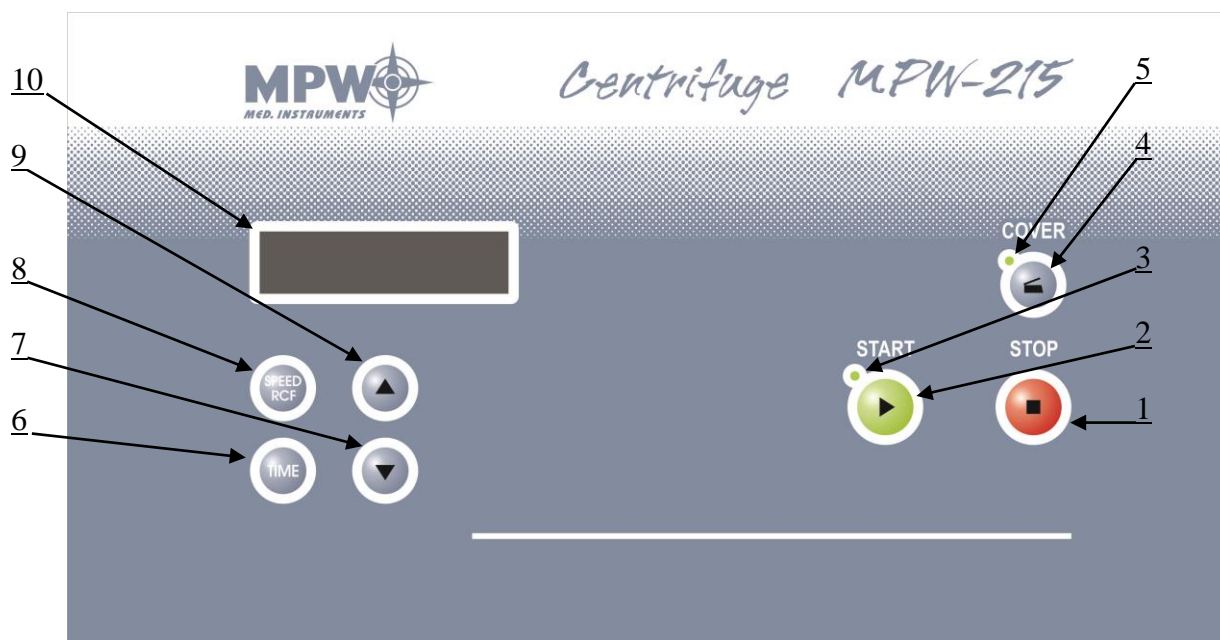 MPW
MED. INSTRUMENTS
Centrifuge MPW-215
10
9
8
7
6
5
4
3
2
1
COVER
START
STOP
SPEED
RCF
TIME